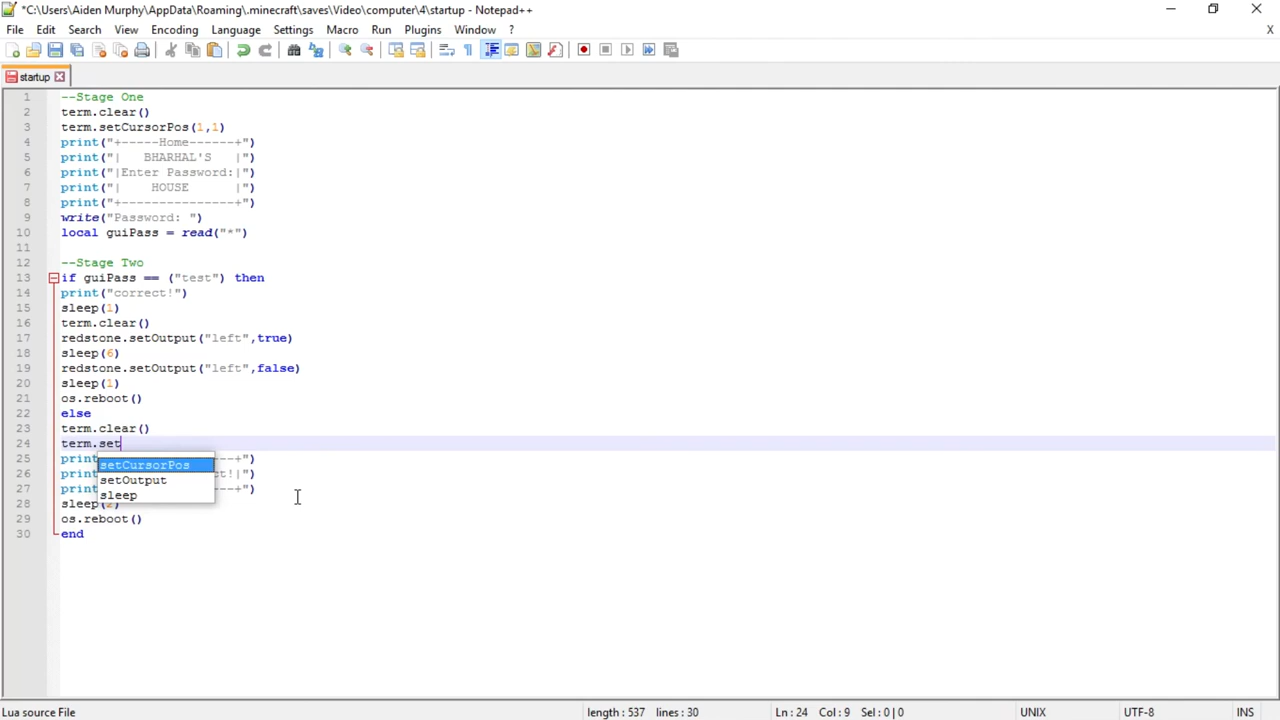 *C:\Users\Aiden Murphy\AppData\Roaming\.minecraft\saves\Video\computer\4\startup - Notepad++
File Edit Search View Encoding Language Settings Macro Run Plugins Window ? X
startup
1 --Stage One
2 term.clear()
3 term.setCursorPos(1,1)
4 print("+-----Home------+")
5 print("|    BHARHAL'S   |")
6 print("|Enter Password:|")
7 print("|     HOUSE      |")
8 print("+---------------+")
9 write("Password: ")
10 local guiPass = read("*")
11
12 --Stage Two
13 if guiPass == ("test") then
14 print("correct!")
15 sleep(1)
16 term.clear()
17 redstone.setOutput("left",true)
18 sleep(6)
19 redstone.setOutput("left",false)
20 sleep(1)
21 os.reboot()
22 else
23 term.clear()
24 term.set
setCursorPos
setOutput
sleep
25 print ---+")
26 print t!|")
27 print ---+")
28 sleep(2)
29 os.reboot()
30 end
Lua source File length : 537 lines : 30 Ln : 24 Col : 9 Sel : 0 | 0 UNIX UTF-8 INS